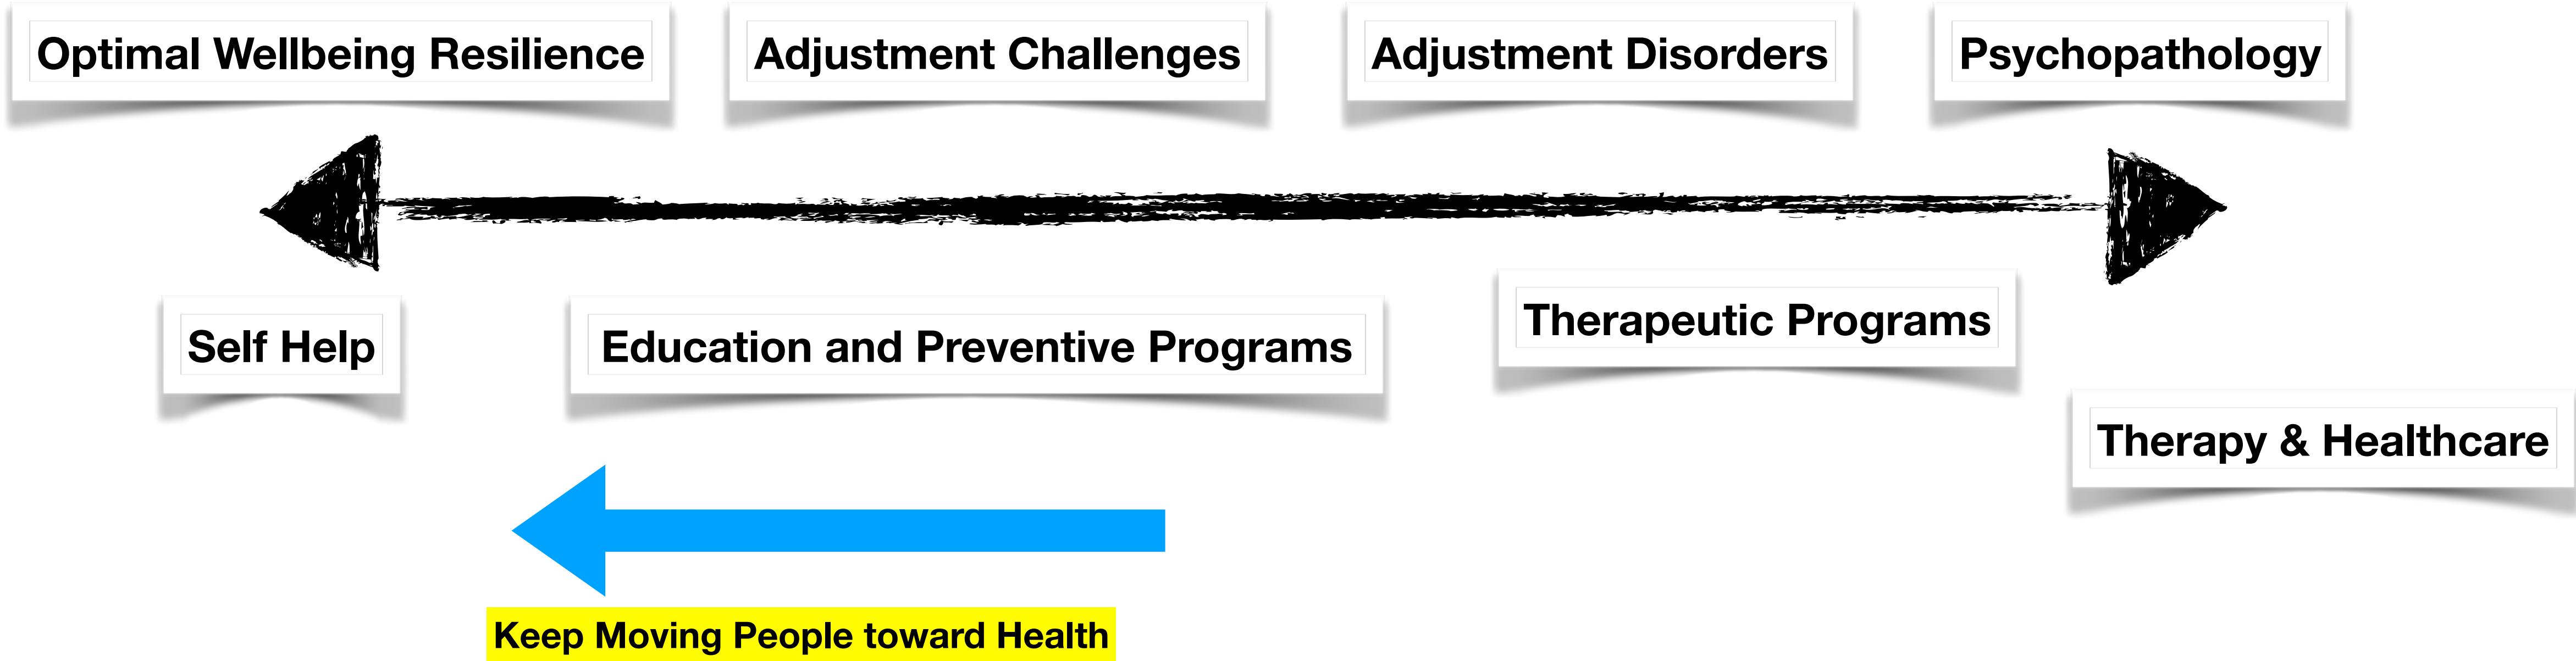 Optimal Wellbeing Resilience
Adjustment Challenges
Adjustment Disorders
Psychopathology
Self Help
Education and Preventive Programs
Therapeutic Programs
Therapy & Healthcare
Keep Moving People toward Health